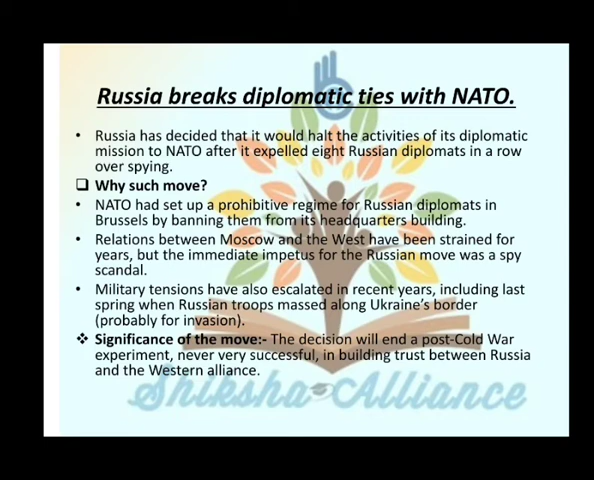 Russia breaks diplomatic ties with NATO.
• Russia has decided that it would halt the activities of its diplomatic
mission to NATO after it expelled eight Russian diplomats in a row
over spying.
❑ Why such move?
• NATO had set up a prohibitive regime for Russian diplomats in
Brussels by banning them from its headquarters building.
• Relations between Moscow and the West have been strained for
years, but the immediate impetus for the Russian move was a spy
scandal.
• Military tensions have also escalated in recent years, including last
spring when Russian troops massed along Ukraine's border
(probably for invasion).
❖ Significance of the move:- The decision will end a post-Cold War
experiment, never very successful, in building trust between Russia
and the Western alliance.
Shiksha Alliance